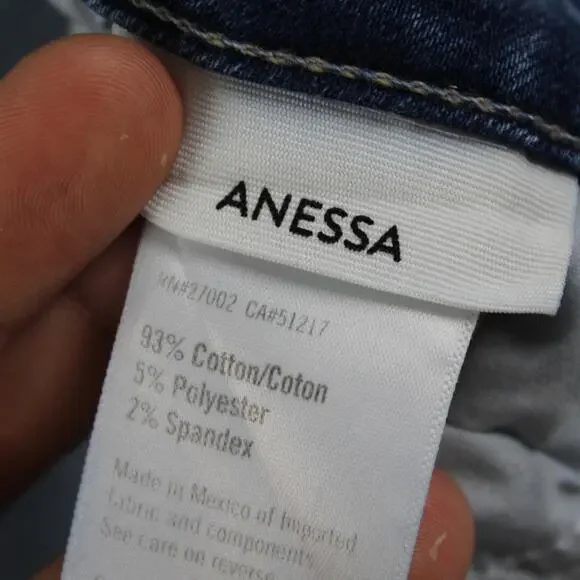 ANESSA
RN#27002 CA#51217
93% Cotton/Coton
5% Polyester
2% Spandex
Made in Mexico of Imported
fabric and components
See care on reverse